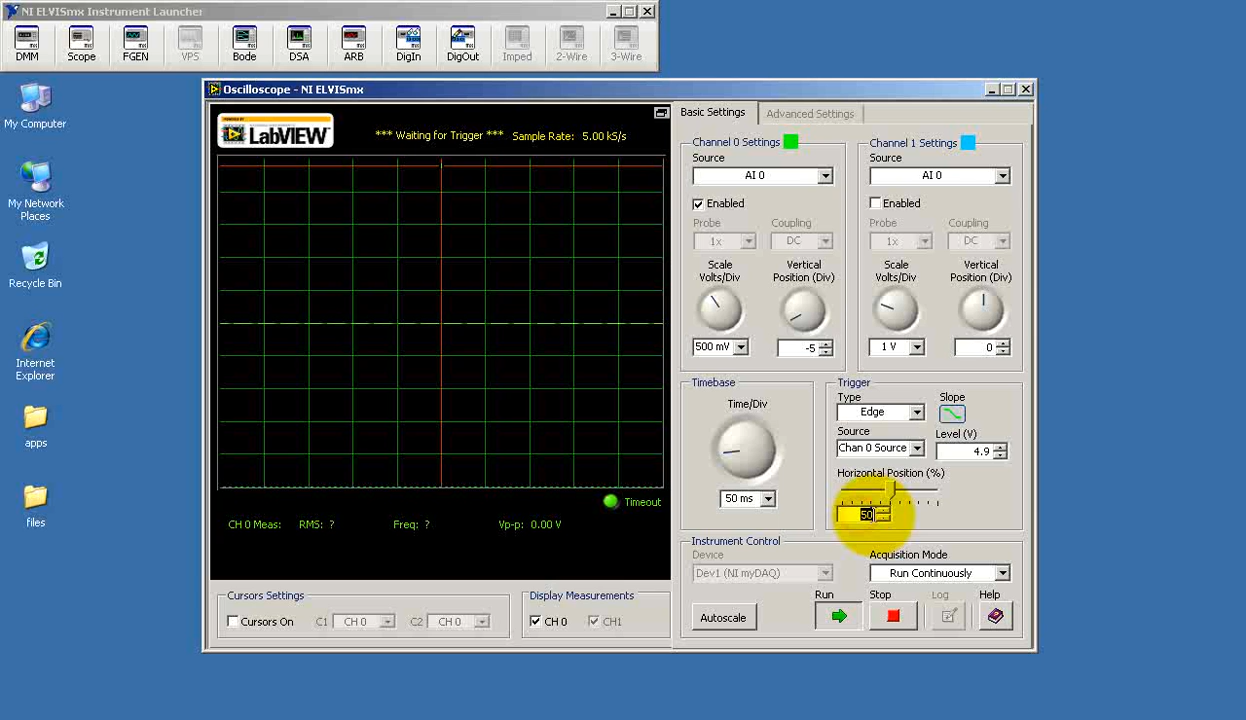 NI ELVISmx Instrument Launcher
DMM Scope FGEN VPS Bode DSA ARB DigIn DigOut Imped 2-Wire 3-Wire
My Computer
My Network
Places
Recycle Bin
Internet
Explorer
apps
files
Oscilloscope - NI ELVISmx
POWERED BY
LabVIEW
*** Waiting for Trigger *** Sample Rate: 5.00 kS/s
Timeout
CH 0 Meas: RMS: ? Freq: ? Vp-p: 0.00 V
Cursors Settings
Cursors On C1 CH 0 C2 CH 0
Display Measurements
CH 0 CH1
Basic Settings Advanced Settings
Channel 0 Settings
Source
AI 0
Enabled
Probe Coupling
1x DC
Scale
Volts/Div
Vertical
Position (Div)
500 mV -5
Channel 1 Settings
Source
AI 0
Enabled
Probe Coupling
1x DC
Scale
Volts/Div
Vertical
Position (Div)
1 V 0
Timebase
Time/Div
50 ms
Trigger
Type Slope
Edge
Source Level (V)
Chan 0 Source 4.9
Horizontal Position (%)
50
Instrument Control
Device Acquisition Mode
Dev1 (NI myDAQ) Run Continuously
Run Stop Log Help
Autoscale